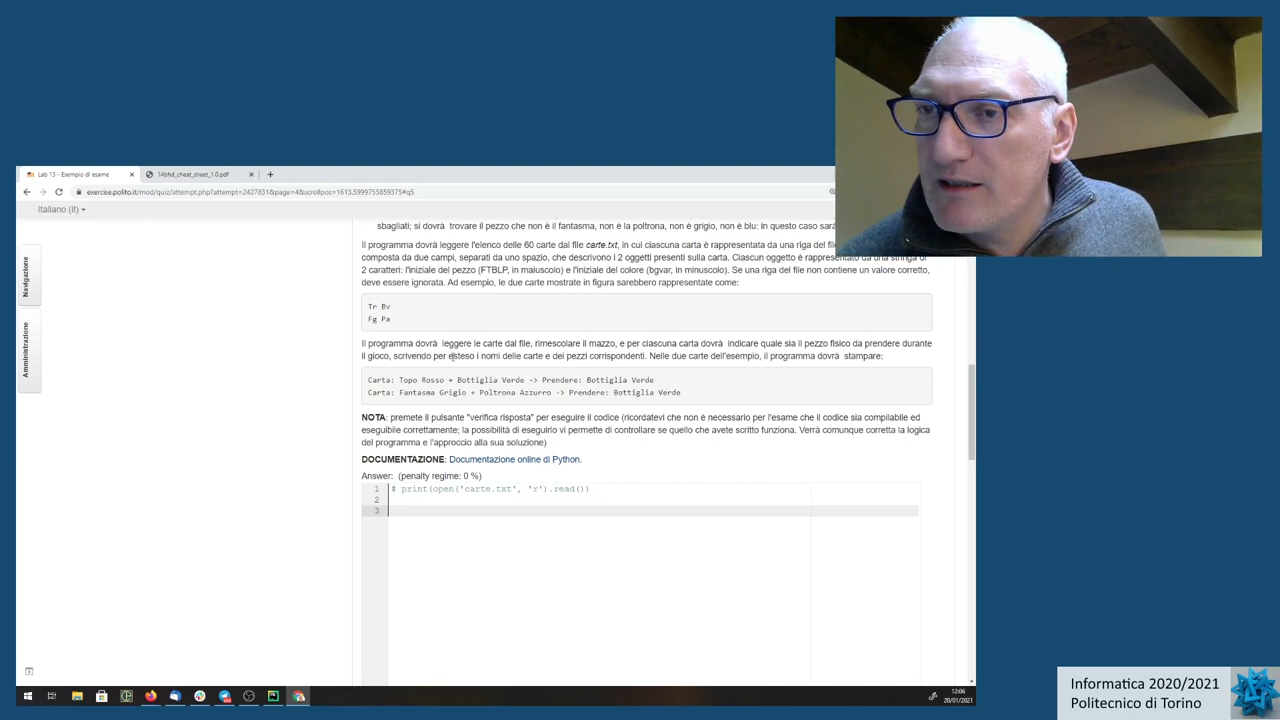 Lab 13 - Esempio di esame
14bhd_cheat_sheet_1.0.pdf
exercise.polito.it/mod/quiz/attempt.php?attempt=2427831&page=4&scrollpos=1613.5999755859375#q5
Italiano (it)
Navigazione
Amministrazione
sbagliati; si dovrà trovare il pezzo che non è il fantasma, non è la poltrona, non è grigio, non è blu: in questo caso sarà
Il programma dovrà leggere l'elenco delle 60 carte dal file carte.txt, in cui ciascuna carta è rappresentata da una riga del file
composta da due campi, separati da uno spazio, che descrivono i 2 oggetti presenti sulla carta. Ciascun oggetto è rappresentato da una stringa di
2 caratteri: l'iniziale del pezzo (FTBLP, in maiuscolo) e l'iniziale del colore (bgvar, in minuscolo). Se una riga del file non contiene un valore corretto,
deve essere ignorata. Ad esempio, le due carte mostrate in figura sarebbero rappresentate come:
Tr Bv
Fg Pa
Il programma dovrà leggere le carte dal file, rimescolare il mazzo, e per ciascuna carta dovrà indicare quale sia il pezzo fisico da prendere durante
il gioco, scrivendo per esteso i nomi delle carte e dei pezzi corrispondenti. Nelle due carte dell'esempio, il programma dovrà stampare:
Carta: Topo Rosso + Bottiglia Verde -> Prendere: Bottiglia Verde
Carta: Fantasma Grigio + Poltrona Azzurro -> Prendere: Bottiglia Verde
NOTA: premete il pulsante "verifica risposta" per eseguire il codice (ricordatevi che non è necessario per l'esame che il codice sia compilabile ed
eseguibile correttamente; la possibilità di eseguirlo vi permette di controllare se quello che avete scritto funziona. Verrà comunque corretta la logica
del programma e l'approccio alla sua soluzione)
DOCUMENTAZIONE: Documentazione online di Python.
Answer: (penalty regime: 0 %)
1 # print(open('carte.txt', 'r').read())
2
3
12:06
20/01/2021
Informatica 2020/2021
Politecnico di Torino